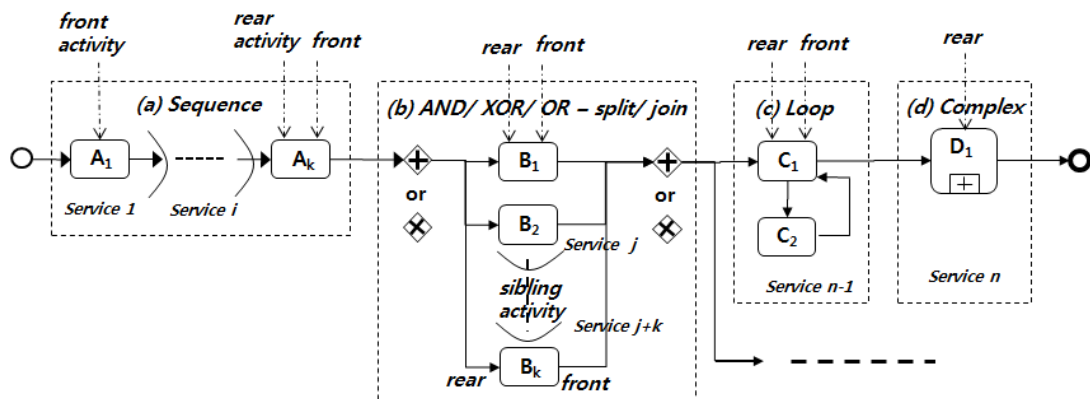 front
activity
rear
activity front
rear front
rear front
rear
(a) Sequence
(b) AND/ XOR/ OR – split/ join
(c) Loop
(d) Complex
A1
Ak
B1
C1
D1
or
or
B2
C2
Service 1
Service i
Service j
sibling
activity
Service n-1
Service n
Service j+k
Bk
rear
front